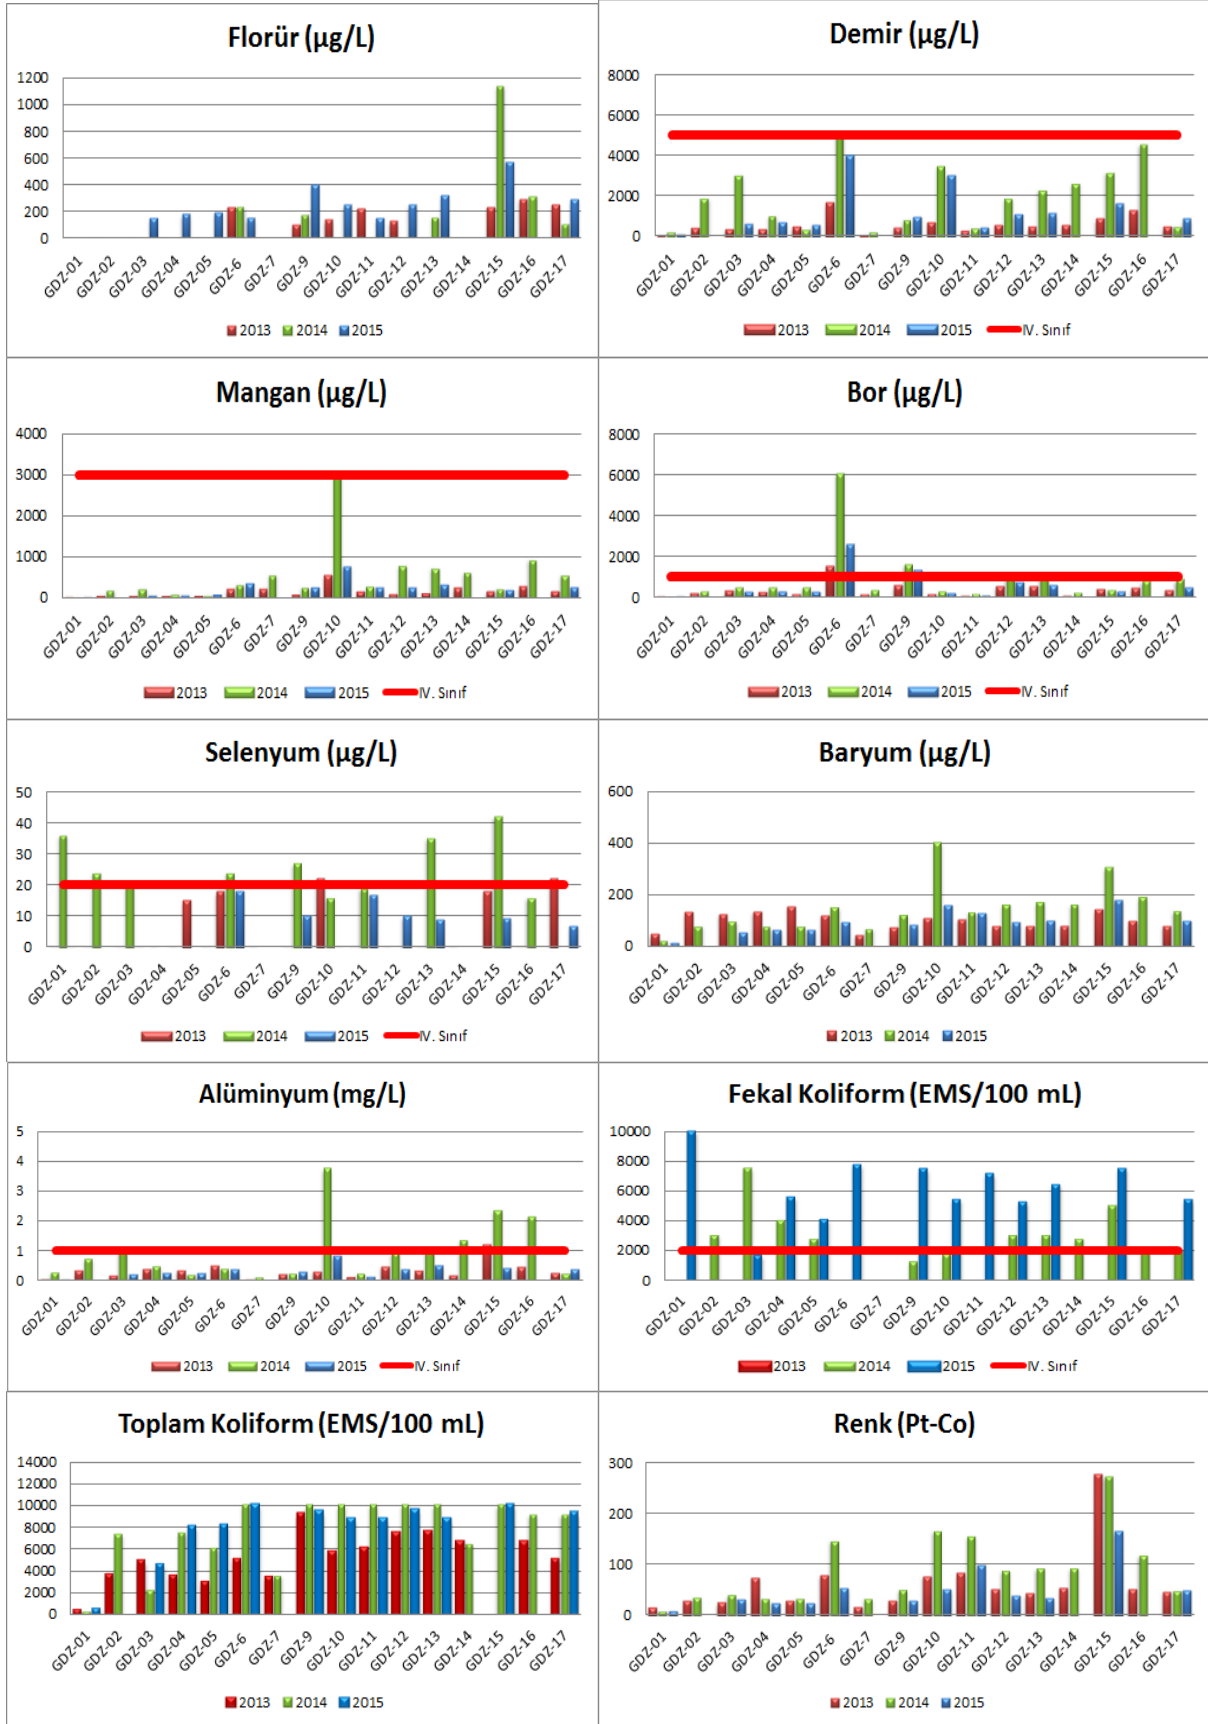 Florür (µg/L)
1200
1000
800
600
400
200
0
GDZ-01 GDZ-02 GDZ-03 GDZ-04 GDZ-05 GDZ-6 GDZ-7 GDZ-9 GDZ-10 GDZ-11 GDZ-12 GDZ-13 GDZ-14 GDZ-15 GDZ-16 GDZ-17
2013 2014 2015
Demir (µg/L)
8000
6000
4000
2000
0
GDZ-01 GDZ-02 GDZ-03 GDZ-04 GDZ-05 GDZ-6 GDZ-7 GDZ-9 GDZ-10 GDZ-11 GDZ-12 GDZ-13 GDZ-14 GDZ-15 GDZ-16 GDZ-17
2013 2014 2015 IV. Sınıf
Mangan (µg/L)
4000
3000
2000
1000
0
GDZ-01 GDZ-02 GDZ-03 GDZ-04 GDZ-05 GDZ-6 GDZ-7 GDZ-9 GDZ-10 GDZ-11 GDZ-12 GDZ-13 GDZ-14 GDZ-15 GDZ-16 GDZ-17
2013 2014 2015 IV. Sınıf
Bor (µg/L)
8000
6000
4000
2000
0
GDZ-01 GDZ-02 GDZ-03 GDZ-04 GDZ-05 GDZ-6 GDZ-7 GDZ-9 GDZ-10 GDZ-11 GDZ-12 GDZ-13 GDZ-14 GDZ-15 GDZ-16 GDZ-17
2013 2014 2015 IV. Sınıf
Selenyum (µg/L)
50
40
30
20
10
0
GDZ-01 GDZ-02 GDZ-03 GDZ-04 GDZ-05 GDZ-6 GDZ-7 GDZ-9 GDZ-10 GDZ-11 GDZ-12 GDZ-13 GDZ-14 GDZ-15 GDZ-16 GDZ-17
2013 2014 2015 IV. Sınıf
Baryum (µg/L)
600
400
200
0
GDZ-01 GDZ-02 GDZ-03 GDZ-04 GDZ-05 GDZ-6 GDZ-7 GDZ-9 GDZ-10 GDZ-11 GDZ-12 GDZ-13 GDZ-14 GDZ-15 GDZ-16 GDZ-17
2013 2014 2015
Alüminyum (mg/L)
5
4
3
2
1
0
GDZ-01 GDZ-02 GDZ-03 GDZ-04 GDZ-05 GDZ-6 GDZ-7 GDZ-9 GDZ-10 GDZ-11 GDZ-12 GDZ-13 GDZ-14 GDZ-15 GDZ-16 GDZ-17
2013 2014 2015 IV. Sınıf
Fekal Koliform (EMS/100 mL)
10000
8000
6000
4000
2000
0
GDZ-01 GDZ-02 GDZ-03 GDZ-04 GDZ-05 GDZ-6 GDZ-7 GDZ-9 GDZ-10 GDZ-11 GDZ-12 GDZ-13 GDZ-14 GDZ-15 GDZ-16 GDZ-17
2013 2014 2015 IV. Sınıf
Toplam Koliform (EMS/100 mL)
14000
12000
10000
8000
6000
4000
2000
0
GDZ-01 GDZ-02 GDZ-03 GDZ-04 GDZ-05 GDZ-6 GDZ-7 GDZ-9 GDZ-10 GDZ-11 GDZ-12 GDZ-13 GDZ-14 GDZ-15 GDZ-16 GDZ-17
2013 2014 2015
Renk (Pt-Co)
300
200
100
0
GDZ-01 GDZ-02 GDZ-03 GDZ-04 GDZ-05 GDZ-6 GDZ-7 GDZ-9 GDZ-10 GDZ-11 GDZ-12 GDZ-13 GDZ-14 GDZ-15 GDZ-16 GDZ-17
2013 2014 2015